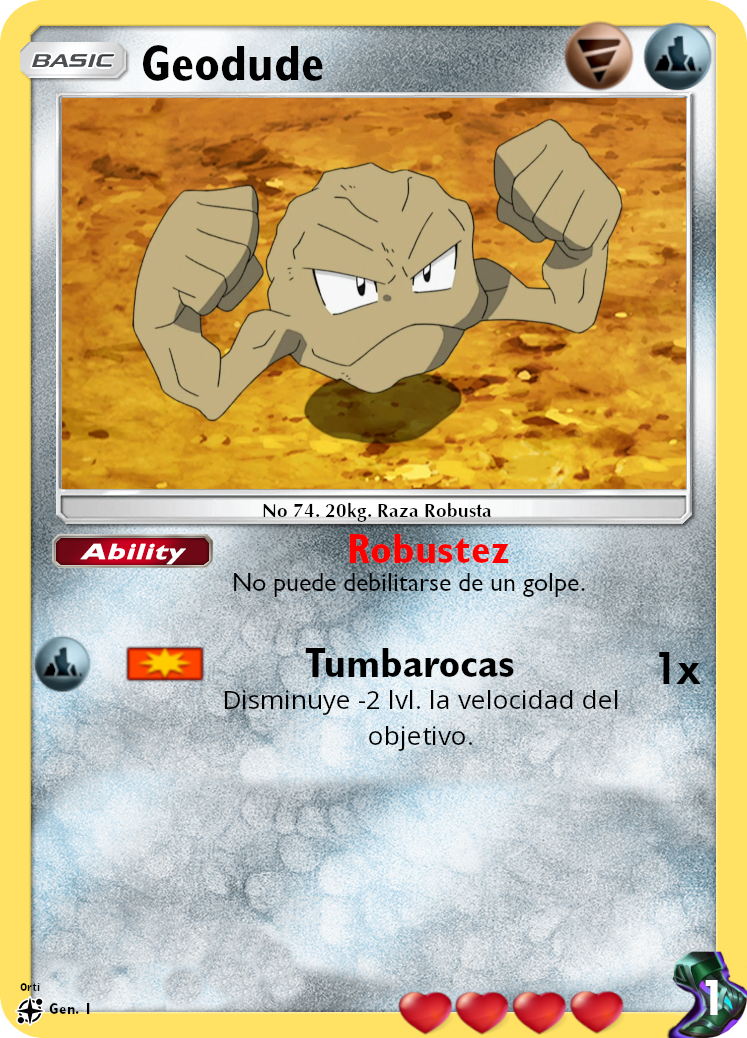 BASIC Geodude
No 74. 20kg. Raza Robusta
Ability Robustez
No puede debilitarse de un golpe.
Tumbarocas 1x
Disminuye -2 lvl. la velocidad del
objetivo.
Orti
Gen. I
1